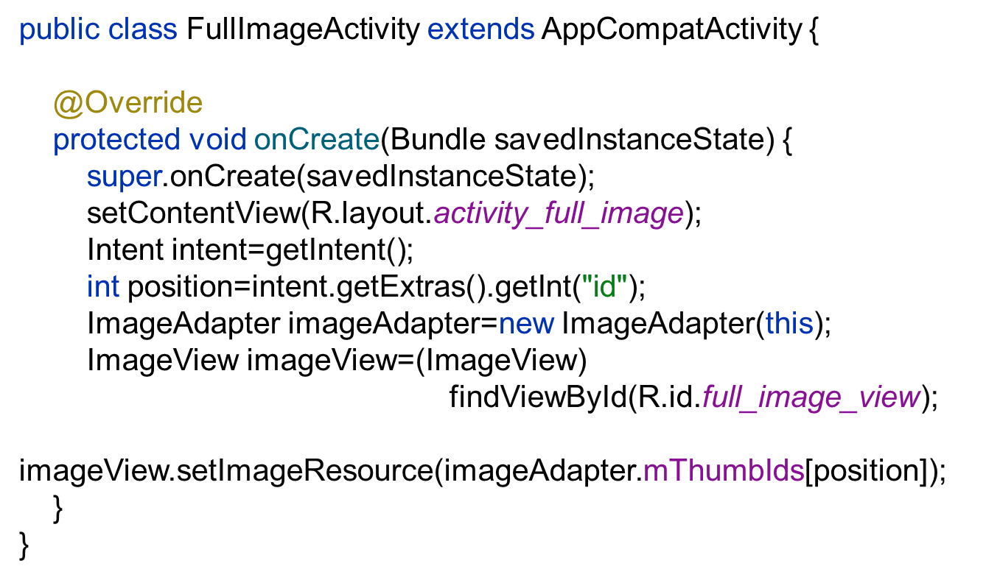 public class FullImageActivity extends AppCompatActivity {
@Override
protected void onCreate(Bundle savedInstanceState) {
super.onCreate(savedInstanceState);
setContentView(R.layout.activity_full_image);
Intent intent=getIntent();
int position=intent.getExtras().getInt("id");
ImageAdapter imageAdapter=new ImageAdapter(this);
ImageView imageView=(ImageView)
findViewById(R.id.full_image_view);
imageView.setImageResource(imageAdapter.mThumbIds[position]);
}
}